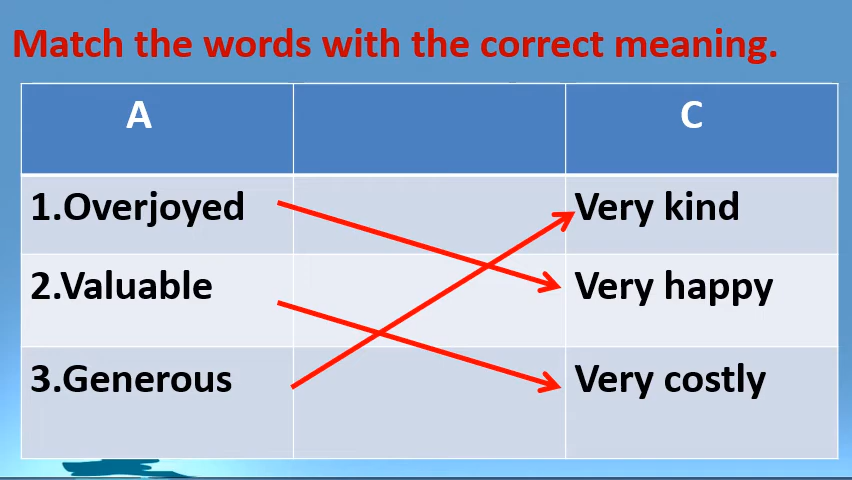 Match the words with the correct meaning.
A C
1.Overjoyed Very kind
2.Valuable Very happy
3.Generous Very costly